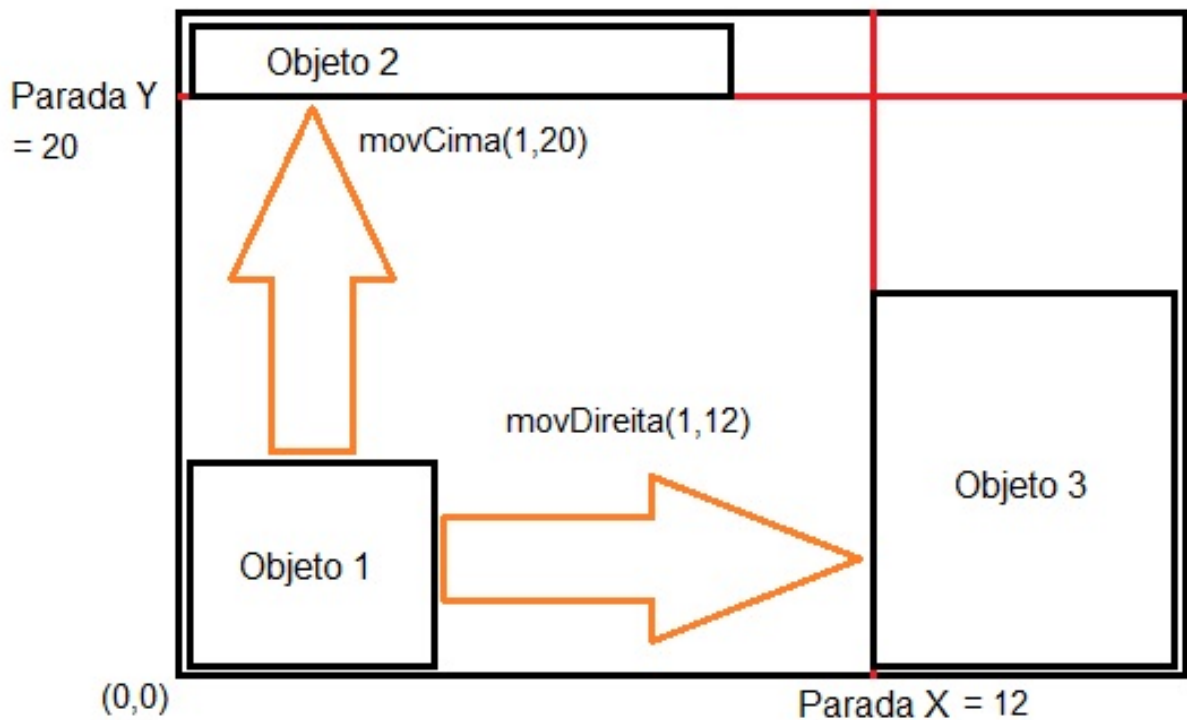 Objeto 2
Parada Y
= 20
movCima(1,20)
movDireita(1,12)
Objeto 3
Objeto 1
(0,0)
Parada X = 12